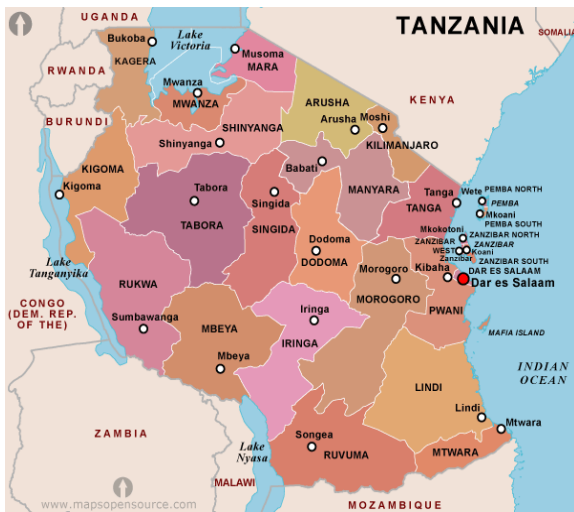 UGANDA
TANZANIA
SOMALIA
Lake
Victoria
Bukoba
KAGERA
Musoma
MARA
RWANDA
Mwanza
MWANZA
KENYA
ARUSHA
Arusha
Moshi
KILIMANJARO
BURUNDI
SHINYANGA
Shinyanga
KIGOMA
Kigoma
Babati
MANYARA
Tabora
TABORA
Singida
SINGIDA
Tanga
TANGA
Wete
PEMBA NORTH
PEMBA
Mkoani
PEMBA SOUTH
Mkokotoni
ZANZIBAR NORTH
ZANZIBAR
WEST
ZANZIBAR
Koani
Zanzibar
ZANZIBAR SOUTH
Dodoma
DODOMA
Lake
Tanganyika
Kibaha
DAR ES SALAAM
Dar es Salaam
Morogoro
MOROGORO
PWANI
RUKWA
Sumbawanga
CONGO
(DEM. REP.
OF THE)
MBEYA
Mbeya
Iringa
IRINGA
MAFIA ISLAND
INDIAN
OCEAN
LINDI
Lindi
Mtwara
MTWARA
ZAMBIA
Lake
Nyasa
Songea
RUVUMA
MALAWI
MOZAMBIQUE
www.mapsopensource.com